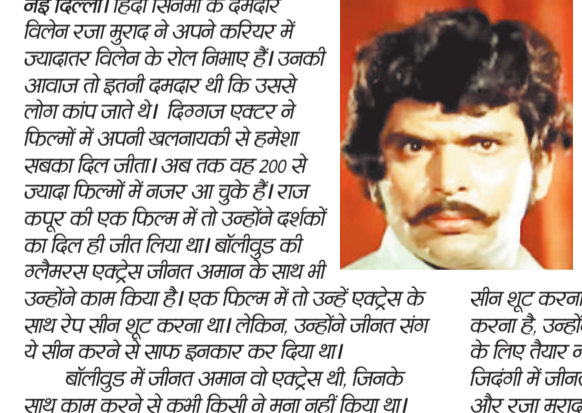 नई दिल्ली। हिंदी सिनेमा के दमदार
विलेन रजा मुराद ने अपने करियर में
ज्यादातर विलेन के रोल निभाए हैं। उनकी
आवाज तो इतनी दमदार थी कि उससे
लोग कांप जाते थे। दिग्गज एक्टर ने
फिल्मों में अपनी खलनायकी से हमेशा
सबका दिल जीता। अब तक वह 200 से
ज्यादा फिल्मों में नजर आ चुके हैं। राज
कपूर की एक फिल्म में तो उन्होंने दर्शकों
का दिल ही जीत लिया था। बॉलीवुड की
ग्लैमरस एक्ट्रेस जीनत अमान के साथ भी
उन्होंने काम किया है। एक फिल्म में तो उन्हें एक्ट्रेस के
साथ रेप सीन शूट करना था। लेकिन, उन्होंने जीनत संग
ये सीन करने से साफ इनकार कर दिया था।
बॉलीवुड में जीनत अमान वो एक्ट्रेस थी, जिनके
साथ काम करने से कभी किसी ने मना नहीं किया था।
सीन शूट करना
करना है, उन्हों
के लिए तैयार न
जिदंगी में जीन
और रजा मुराद